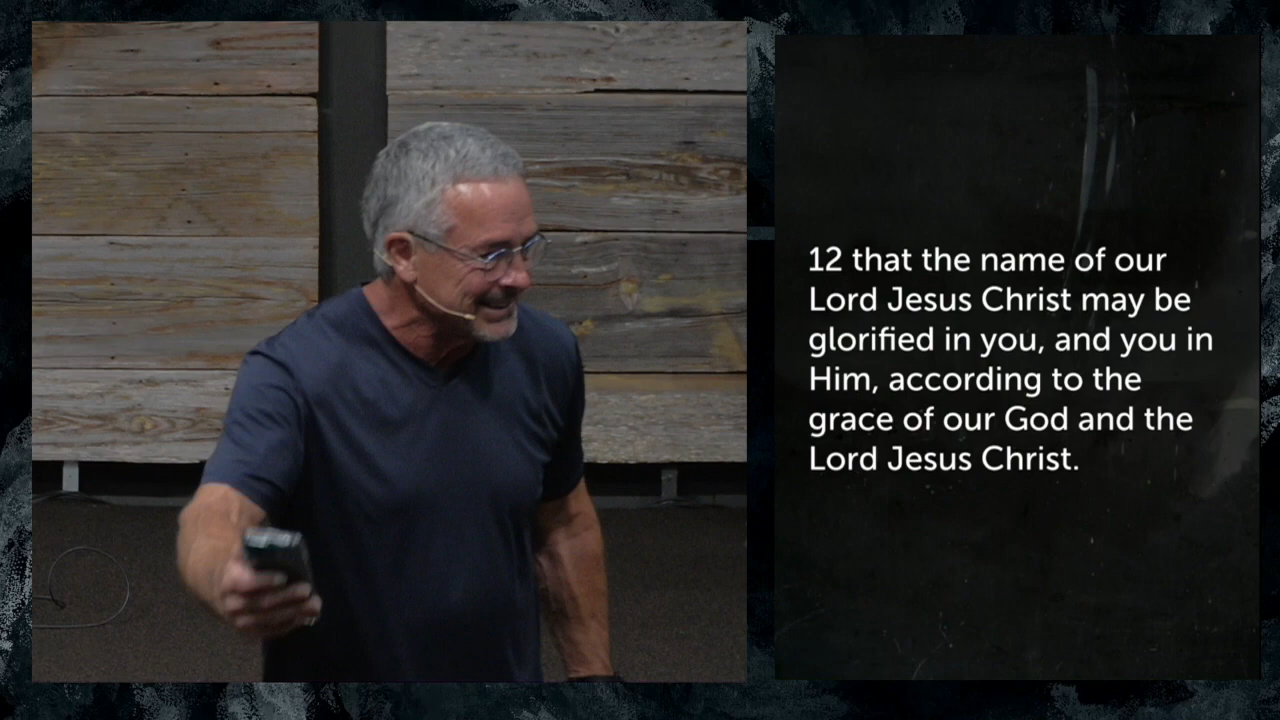 12 that the name of our
Lord Jesus Christ may be
glorified in you, and you in
Him, according to the
grace of our God and the
Lord Jesus Christ.